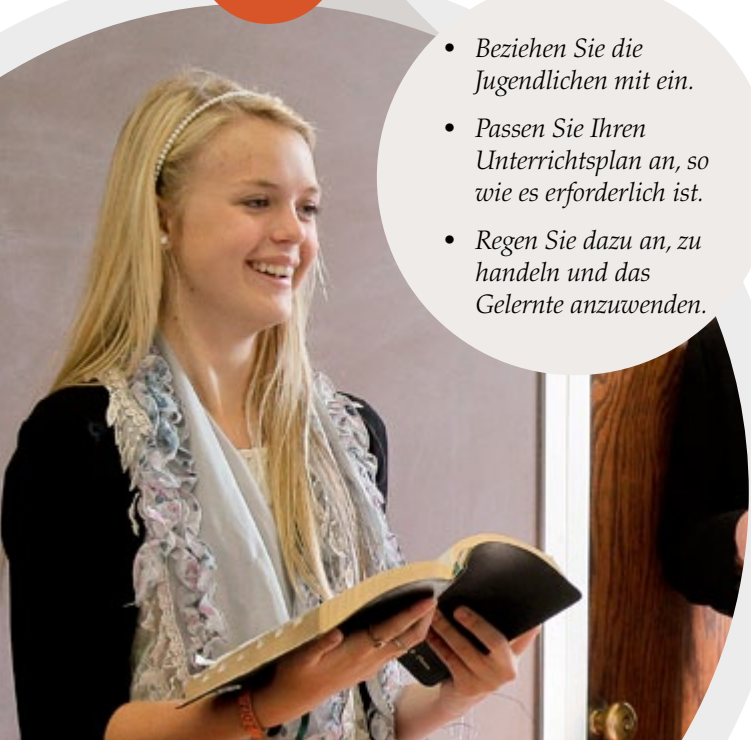 • Beziehen Sie die
Jugendlichen mit ein.
• Passen Sie Ihren
Unterrichtsplan an, so
wie es erforderlich ist.
• Regen Sie dazu an, zu
handeln und das
Gelernte anzuwenden.